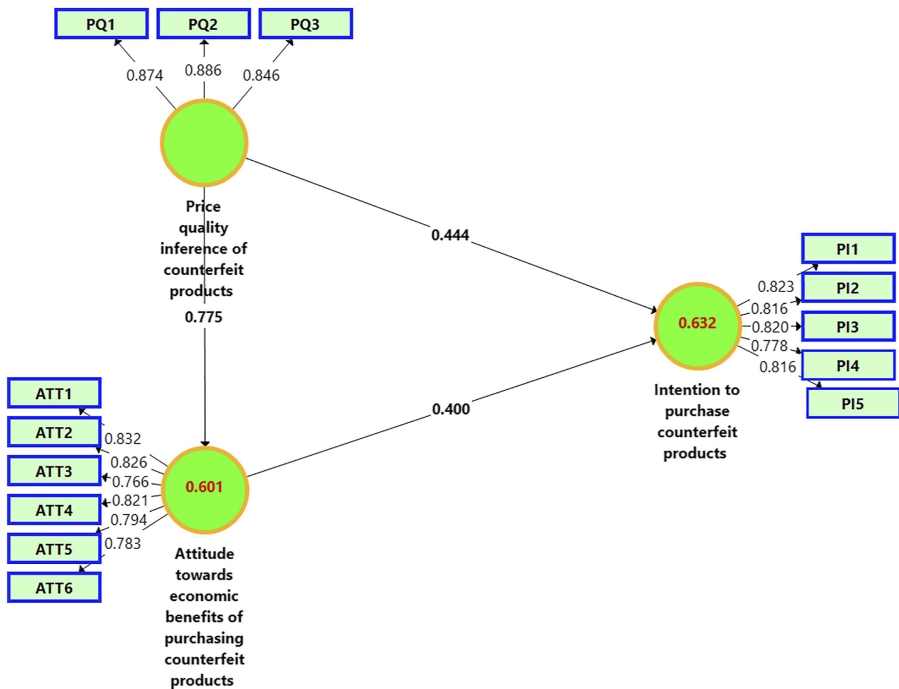 PQ1 PQ2 PQ3
0.874 0.886 0.846
Price
quality
inference of
counterfeit
products
0.444
0.775
PI1
PI2
PI3
PI4
PI5
0.823
0.816
0.820
0.778
0.816
0.632
Intention to
purchase
counterfeit
products
0.400
ATT1
ATT2
ATT3
ATT4
ATT5
ATT6
0.832
0.826
0.766
0.821
0.794
0.783
0.601
Attitude
towards
economic
benefits of
purchasing
counterfeit
products